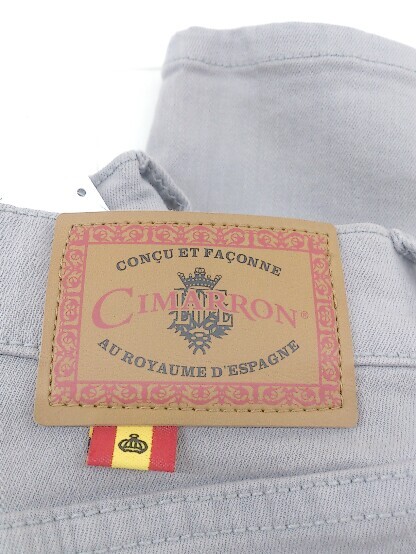 CONÇU ET FAÇONNE
CIMARRON®
AU ROYAUME D'ESPAGNE